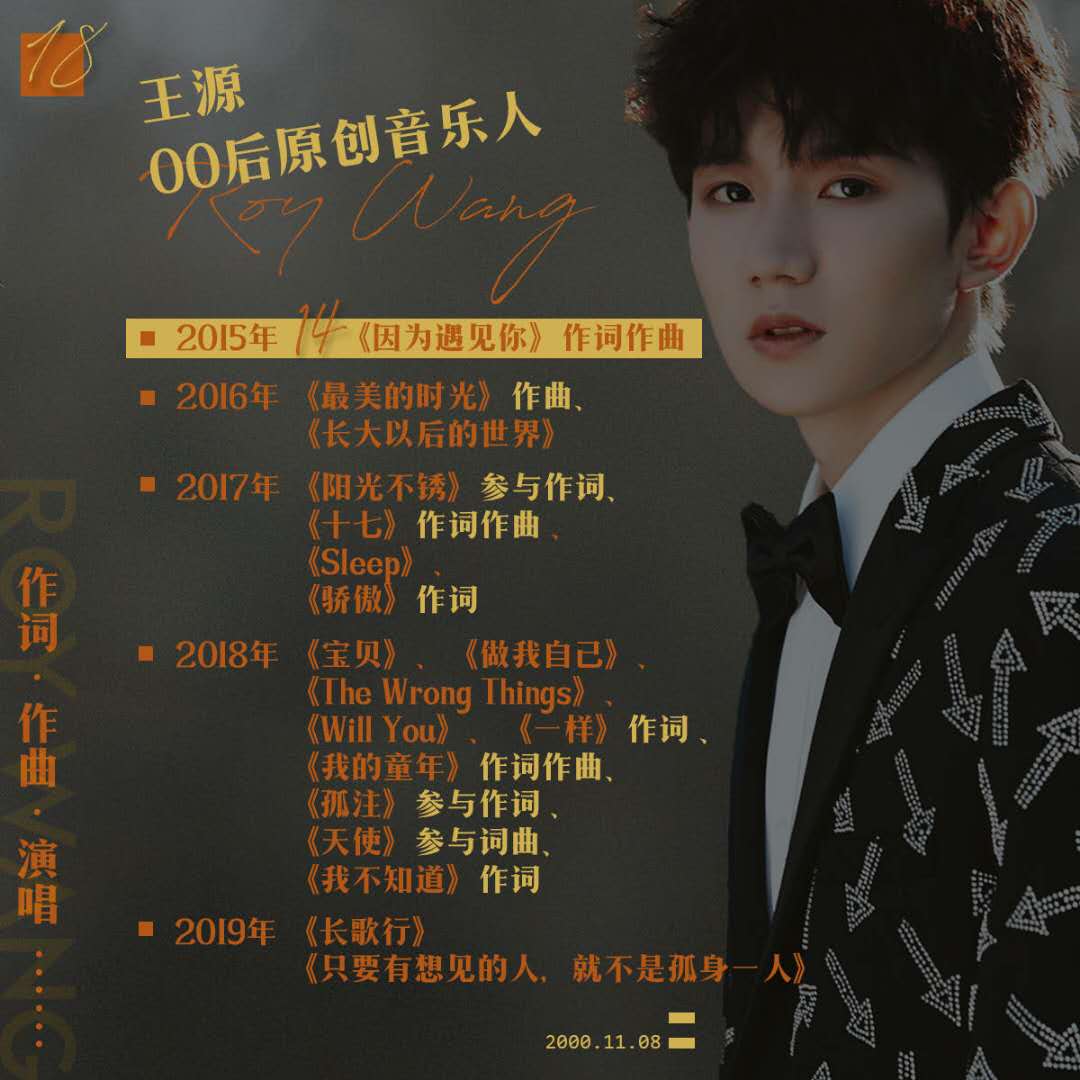 18
王源
00后原创音乐人
Roy Wang
2015年 14 《因为遇见你》作词作曲
2016年 《最美的时光》作曲、
《长大以后的世界》
2017年 《阳光不锈》参与作词、
《十七》作词作曲、
《Sleep》、
《骄傲》作词
2018年 《宝贝》、《做我自己》、
《The Wrong Things》、
《Will You》、《一样》作词、
《我的童年》作词作曲、
《孤注》参与作词、
《天使》参与词曲、
《我不知道》作词
2019年 《长歌行》
《只要有想见的人，就不是孤身一人》
2000.11.08
ROY WANG
作词·作曲·演唱……